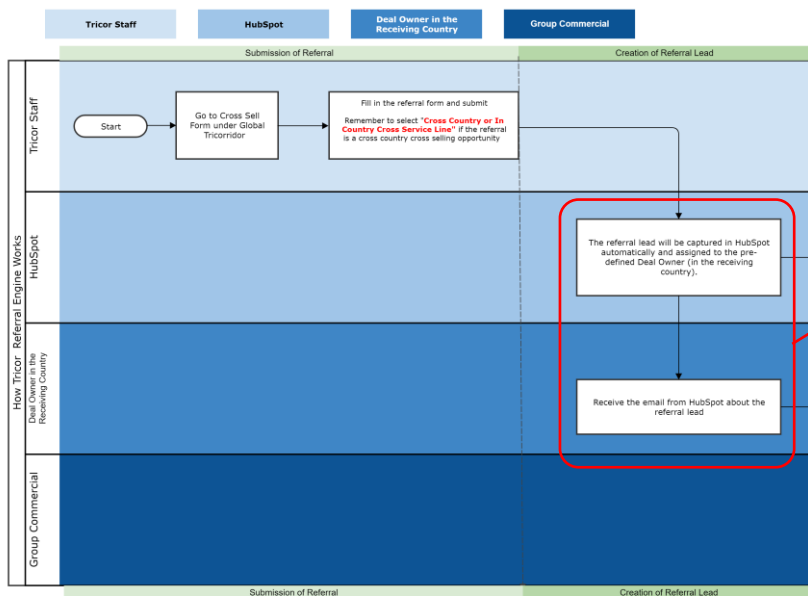 Tricor Staff
HubSpot
Deal Owner in the
Receiving Country
Group Commercial
Submission of Referral
Creation of Referral Lead
How Tricor Referral Engine Works
Tricor Staff
Start
Go to Cross Sell
Form under Global
Tricorridor
Fill in the referral form and submit
Remember to select "Cross Country or In
Country Cross Service Line" if the referral
is a cross country cross selling opportunity
HubSpot
The referral lead will be captured in HubSpot
automatically and assigned to the pre-
defined Deal Owner (in the receiving
country).
Deal Owner in the
Receiving Country
Receive the email from HubSpot about the
referral lead
Group Commercial
Submission of Referral
Creation of Referral Lead